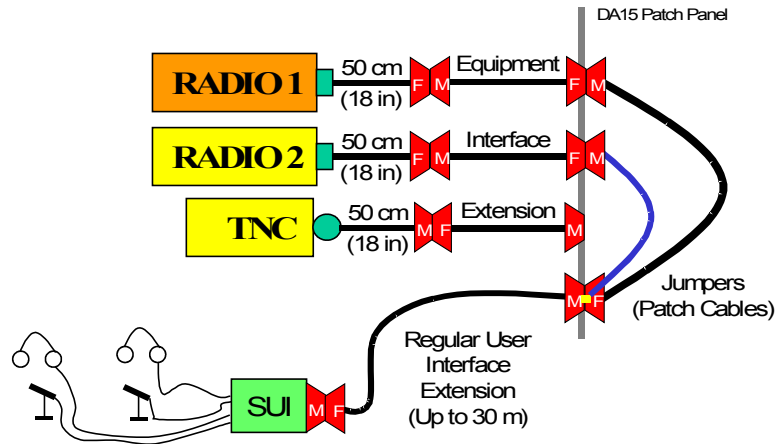 DA15 Patch Panel
RADIO 1
50 cm
(18 in)
F M
Equipment
F M
RADIO 2
50 cm
(18 in)
F M
Interface
F M
TNC
50 cm
(18 in)
M F
Extension
M
M F
Jumpers
(Patch Cables)
Regular User
Interface
Extension
(Up to 30 m)
SUI
M F